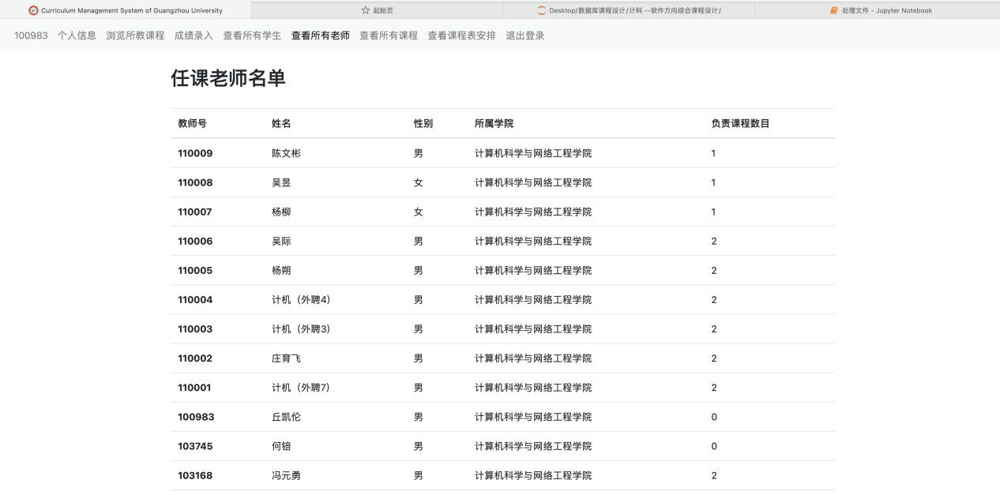 Curriculum Management System of Guangzhou University 起始页 Desktop/数据库课程设计/计科 --软件方向综合课程设计/ 处理文件 - Jupyter Notebook
100983 个人信息 浏览所教课程 成绩录入 查看所有学生 查看所有老师 查看所有课程 查看课程表安排 退出登录
任课老师名单
教师号 姓名 性别 所属学院 负责课程数目
110009 陈文彬 男 计算机科学与网络工程学院 1
110008 吴昱 女 计算机科学与网络工程学院 1
110007 杨柳 女 计算机科学与网络工程学院 1
110006 吴际 男 计算机科学与网络工程学院 2
110005 杨朔 男 计算机科学与网络工程学院 2
110004 计机（外聘4） 男 计算机科学与网络工程学院 2
110003 计机（外聘3） 男 计算机科学与网络工程学院 2
110002 庄育飞 男 计算机科学与网络工程学院 2
110001 计机（外聘7） 男 计算机科学与网络工程学院 2
100983 丘凯伦 男 计算机科学与网络工程学院 0
103745 何锫 男 计算机科学与网络工程学院 0
103168 冯元勇 男 计算机科学与网络工程学院 2